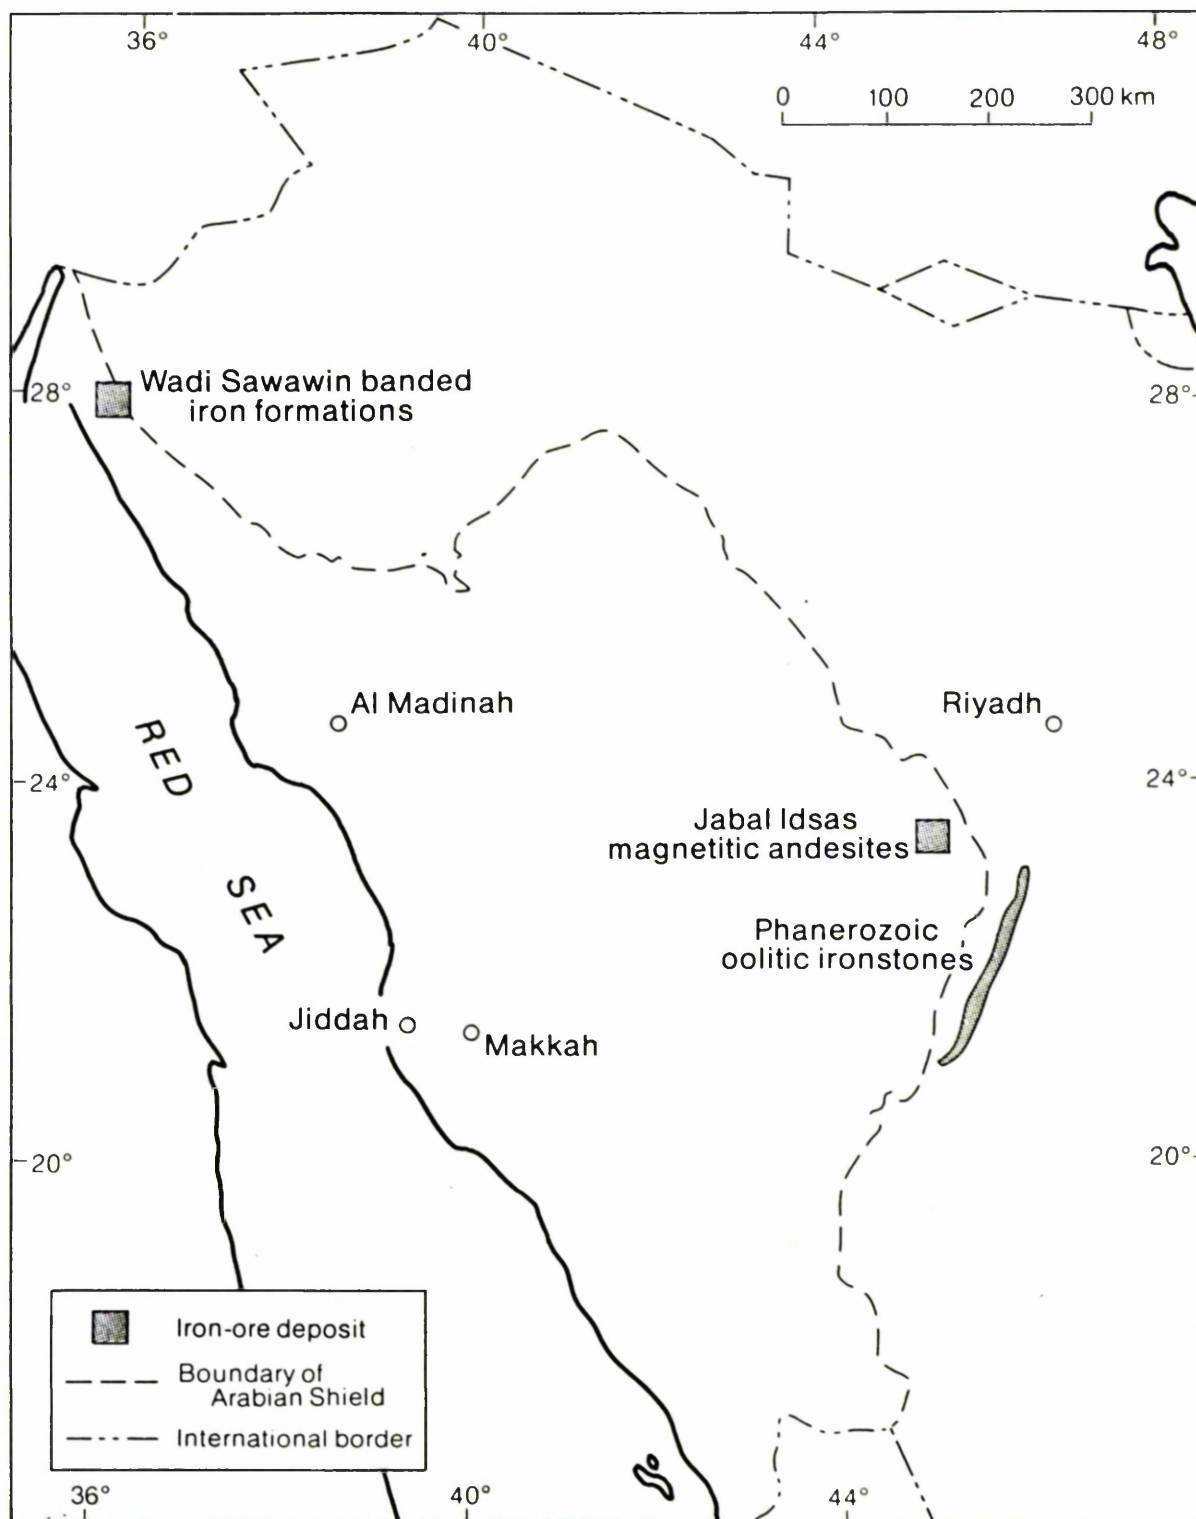 36°
40°
44°
48°
0 100 200 300 km
28°
28°
Wadi Sawawin banded
iron formations
Al Madinah
Riyadh
RED
SEA
24°
24°
Jabal Idsas
magnetitic andesites
Phanerozoic
oolitic ironstones
Jiddah
Makkah
20°
20°
Iron-ore deposit
Boundary of
Arabian Shield
International border
36°
40°
44°